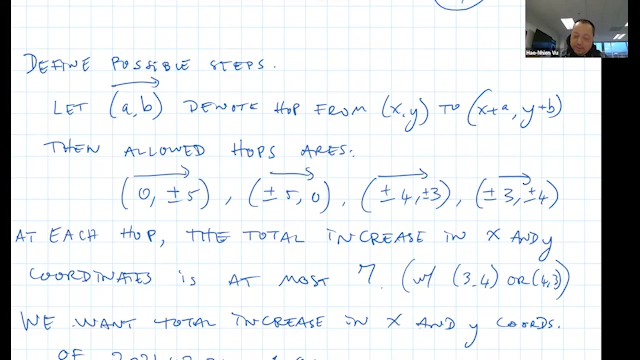 Hao-Nhien Vu
DEFINE POSSIBLE STEPS.
LET (a,b) DENOTE HOP FROM (x,y) TO (x+a, y+b)
THEN ALLOWED HOPS ARES:
(0, ±5), (±5, 0), (±4,±3), (±3,±4)
AT EACH HOP, THE TOTAL INCREASE IN X AND y
COORDINATES IS AT MOST 7. (w/ (3,4) OR (4,3))
WE WANT TOTAL INCREASE IN X AND y COORDS.
OF